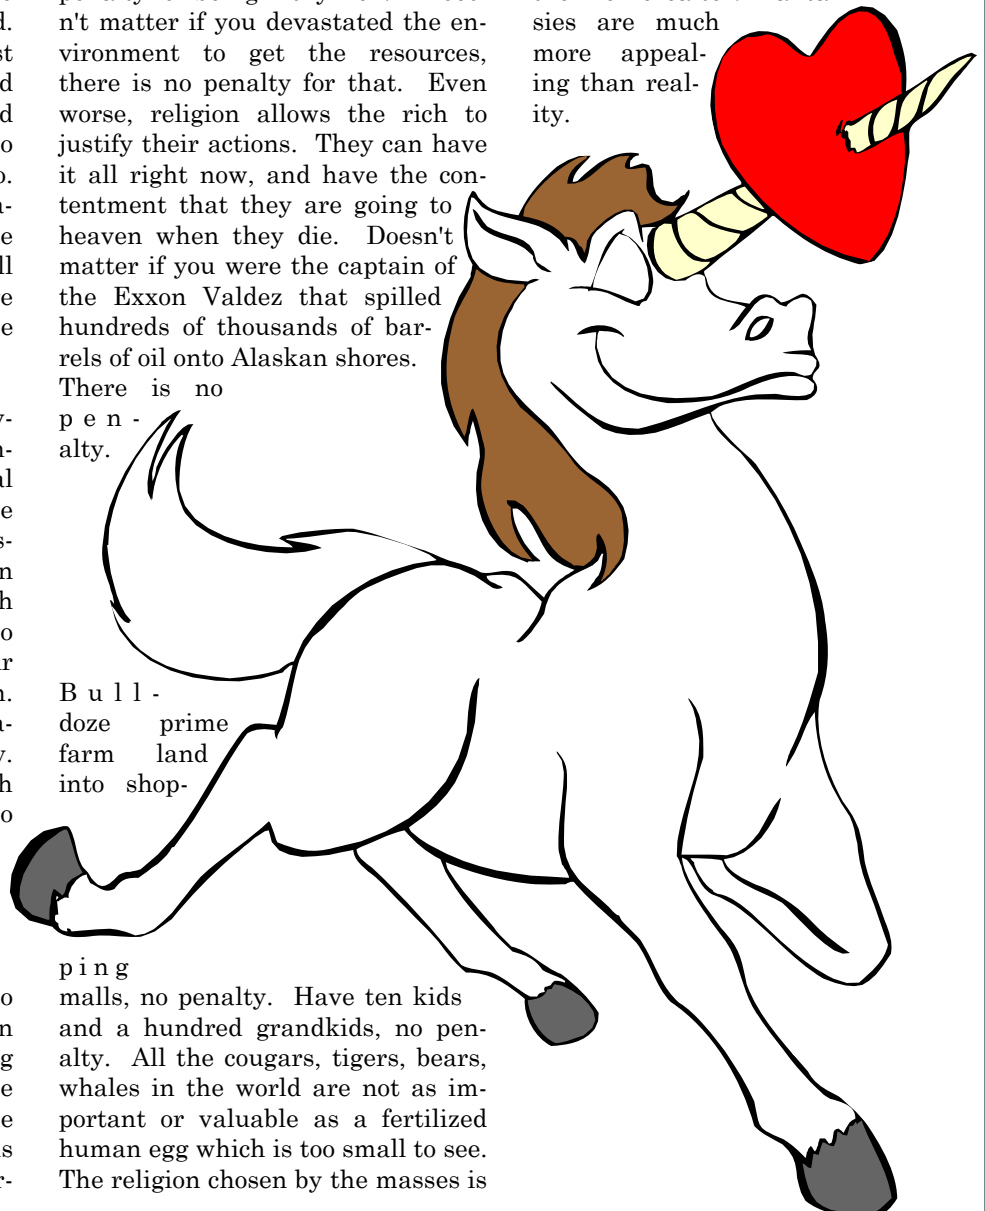 n't matter if you devastated the en-
vironment to get the resources,
there is no penalty for that. Even
worse, religion allows the rich to
justify their actions. They can have
it all right now, and have the con-
tentment that they are going to
heaven when they die. Doesn't
matter if you were the captain of
the Exxon Valdez that spilled
hundreds of thousands of bar-
rels of oil onto Alaskan shores.
There is no
pen-
alty.
Bull-
doze prime
farm land
into shop-
ping
malls, no penalty. Have ten kids
and a hundred grandkids, no pen-
alty. All the cougars, tigers, bears,
whales in the world are not as im-
portant or valuable as a fertilized
human egg which is too small to see.
The religion chosen by the masses is
sies are much
more appeal-
ing than real-
ity.